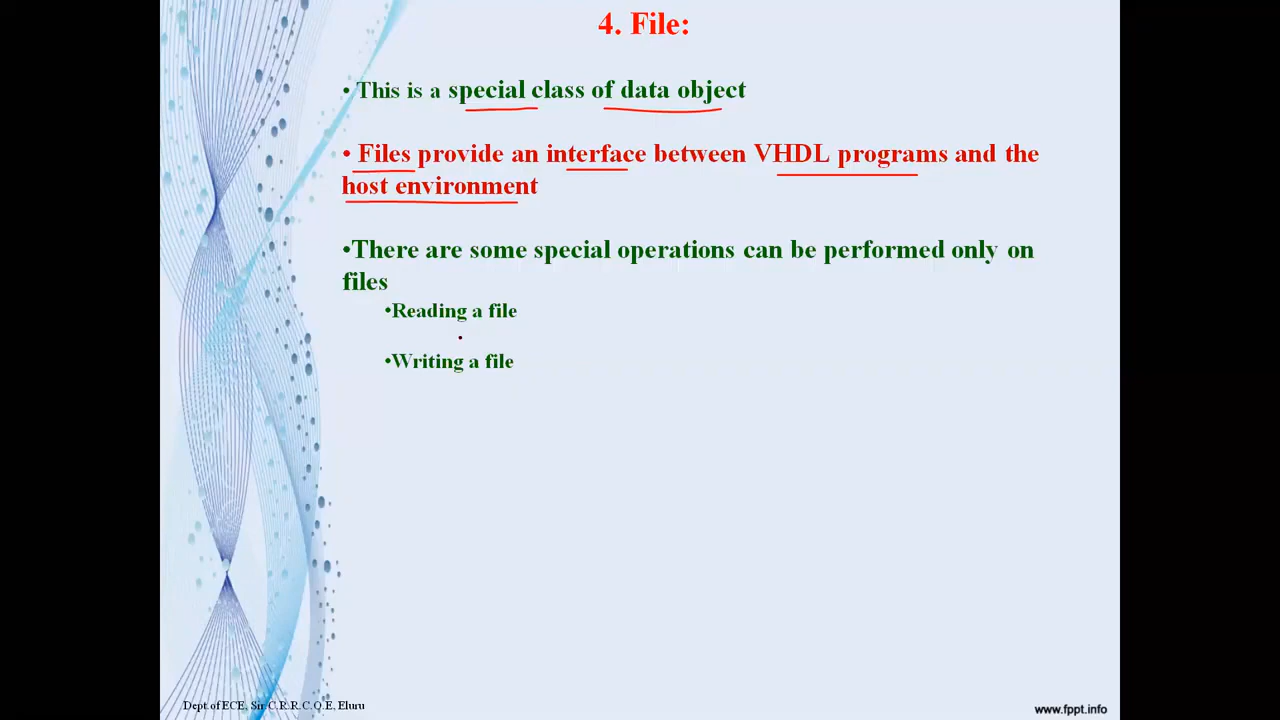 4. File:
• This is a special class of data object
• Files provide an interface between VHDL programs and the
host environment
•There are some special operations can be performed only on
files
•Reading a file
•Writing a file
Dept.of ECE, Sir.C.R.R.C.O.E, Eluru
www.fppt.info